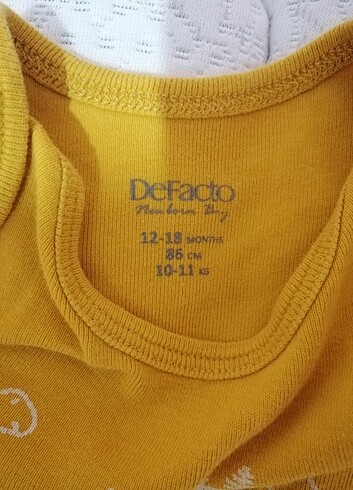 DeFacto
Newborn Boy
12-18 MONTHS
86 CM
10-11 KG